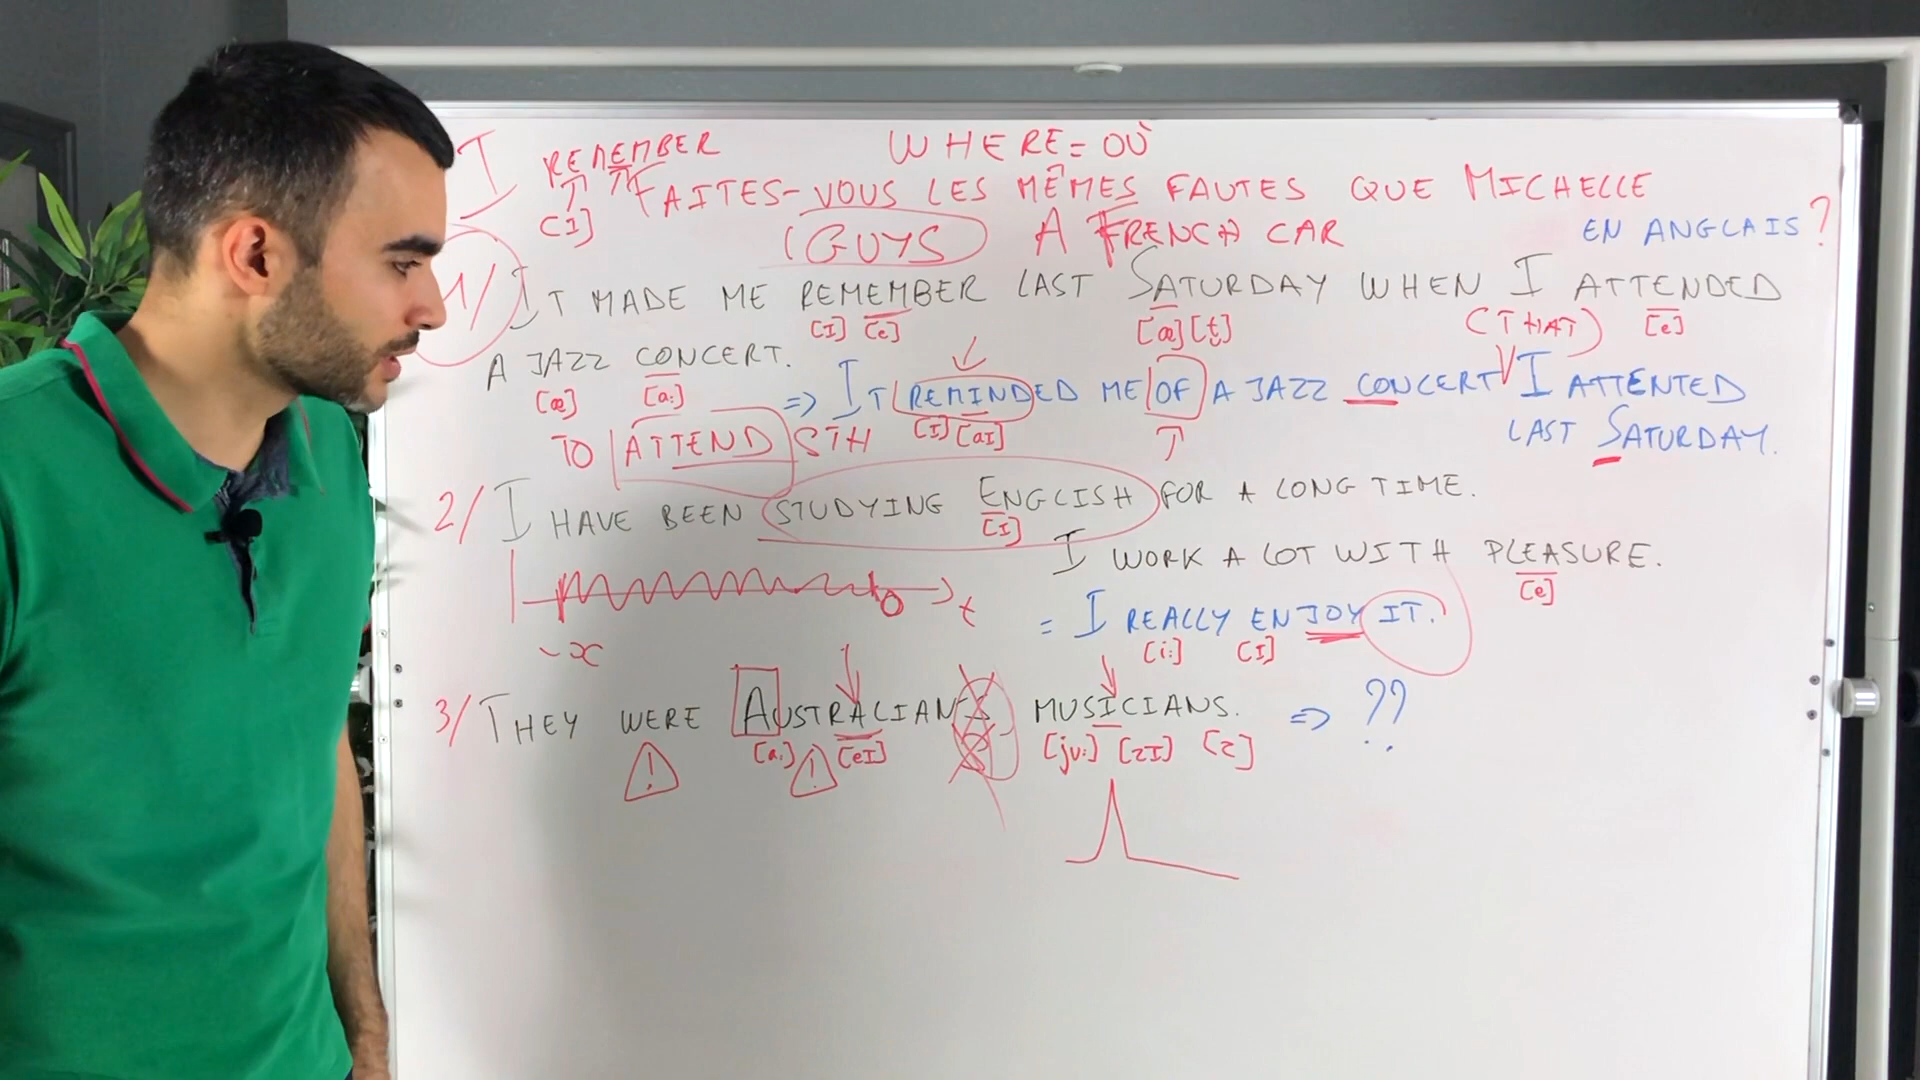 I REMEMBER WHERE = OÙ
[I] FAITES-VOUS LES MÊMES FAUTES QUE MICHELLE
(GUYS) A FRENCH CAR EN ANGLAIS ?
1/ IT MADE ME REMEMBER LAST SATURDAY WHEN I ATTENDED
[I] [e] [æ] [t] (THAT) [e]
A JAZZ CONCERT. => IT REMINDED ME OF A JAZZ CONCERT V I ATTENTED
[æ] [a:] [I] [aI]
TO ATTEND STH LAST SATURDAY.
2/ I HAVE BEEN STUDYING ENGLISH FOR A LONG TIME.
[I]
I WORK A LOT WITH PLEASURE.
[e]
-∞ 0 t
= I REALLY ENJOY IT.
[i:] [I]
3/ THEY WERE AUSTRALIANS MUSICIANS. => ??
! [a:] ! [eI] [ju:] [zI] [z]